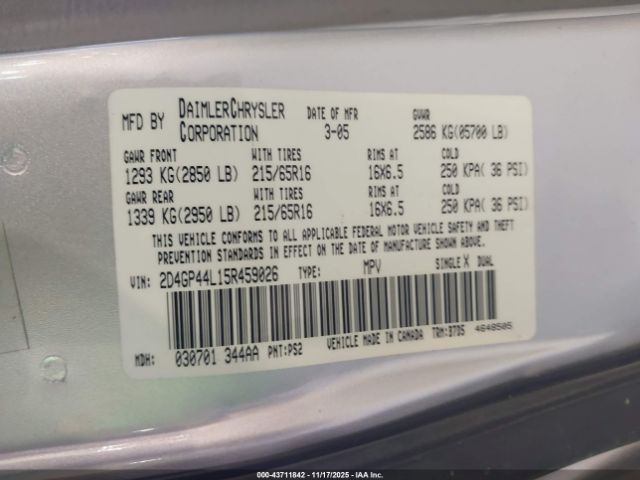 MFD BY DAIMLERCHRYSLER CORPORATION DATE OF MFR 3-05 GVWR 2586 KG(05700 LB)
GAWR FRONT WITH TIRES RIMS AT COLD
1293 KG(2850 LB) 215/65R16 16X6.5 250 KPA( 36 PSI)
GAWR REAR WITH TIRES RIMS AT COLD
1339 KG(2950 LB) 215/65R16 16X6.5 250 KPA( 36 PSI)
THIS VEHICLE CONFORMS TO ALL APPLICABLE FEDERAL MOTOR VEHICLE SAFETY AND THEFT
PREVENTION STANDARDS IN EFFECT ON THE DATE OF MANUFACTURE SHOWN ABOVE.
VIN: 2D4GP44L15R459026 TYPE: MPV SINGLE X DUAL
MDH: 030701 344AA PNT:PS2 VEHICLE MADE IN CANADA TRM:D7D5 4648505
000-43711842 - 11/17/2025 - IAA Inc.